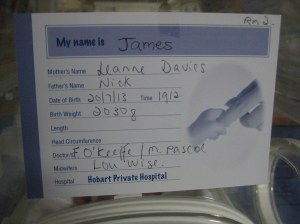 Rm 2.
My name is James
Mother's Name Leanne Davies
Father's Name Nick
Date of Birth 20/7/13 Time 1912
Birth Weight 2030g
Length
Head Circumference
Doctors F O'Keeffe / M. Pascoe
Midwife/s Lou Wise
Hospital Hobart Private Hospital